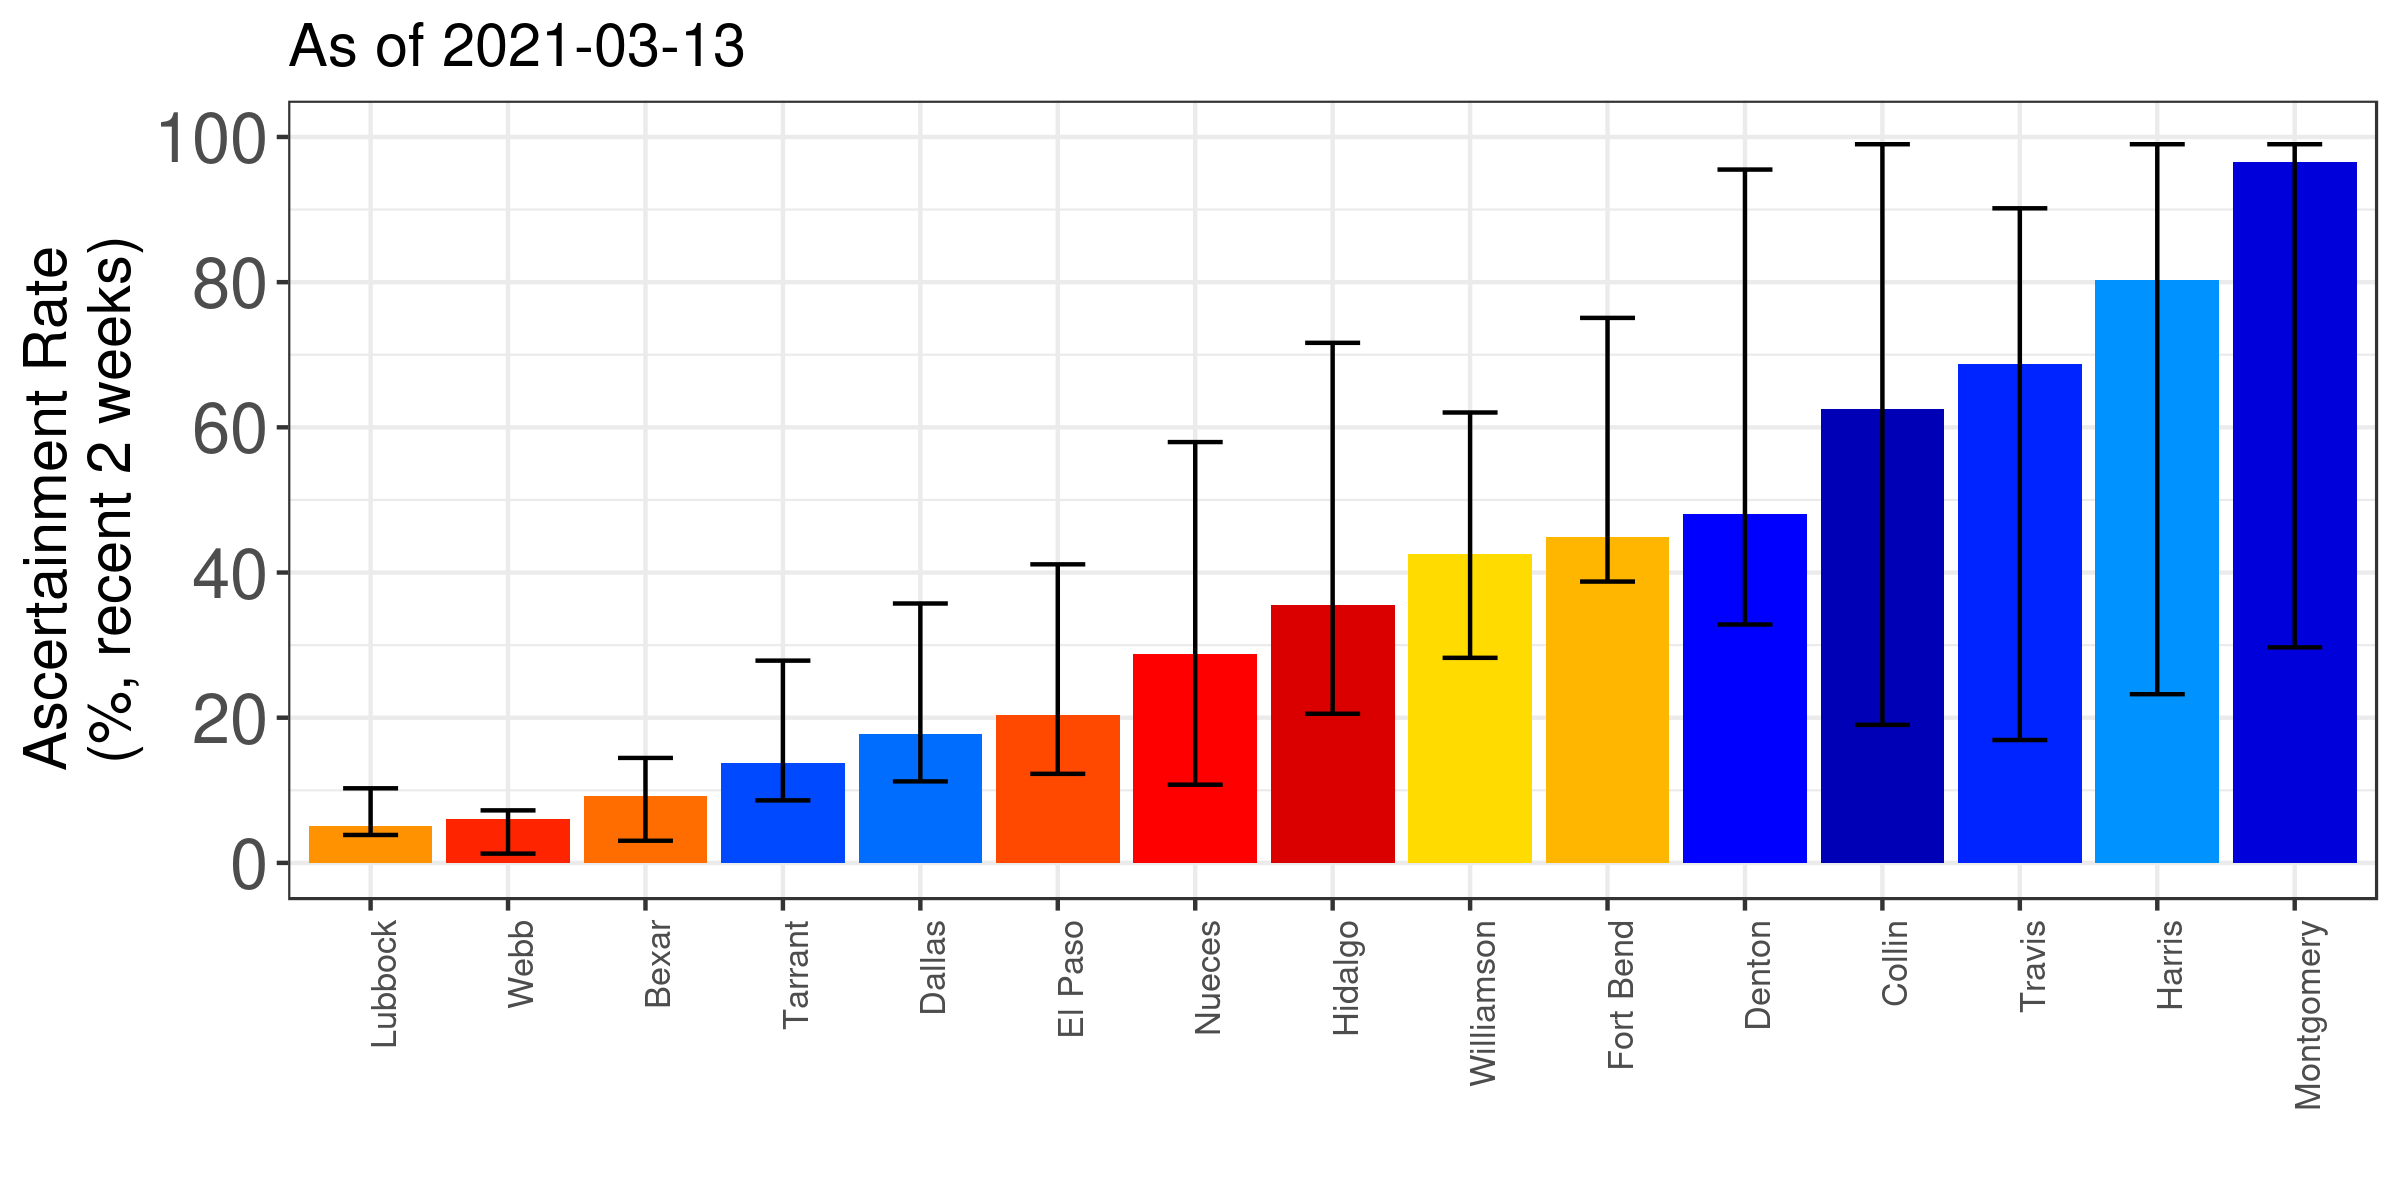 As of 2021-03-13
Ascertainment Rate
(%, recent 2 weeks)
100
80
60
40
20
0
Lubbock
Webb
Bexar
Tarrant
Dallas
El Paso
Nueces
Hidalgo
Williamson
Fort Bend
Denton
Collin
Travis
Harris
Montgomery